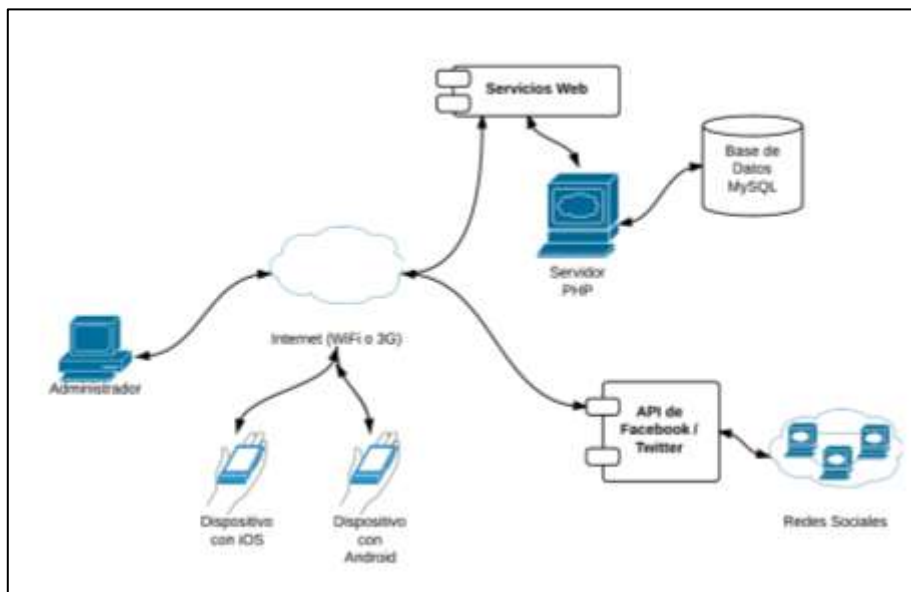 Servicios Web
Base de
Datos
MySQL
Servidor
PHP
Internet (WiFi o 3G)
Administrador
API de
Facebook /
Twitter
Dispositivo
con iOS
Dispositivo
con
Android
Redes Sociales